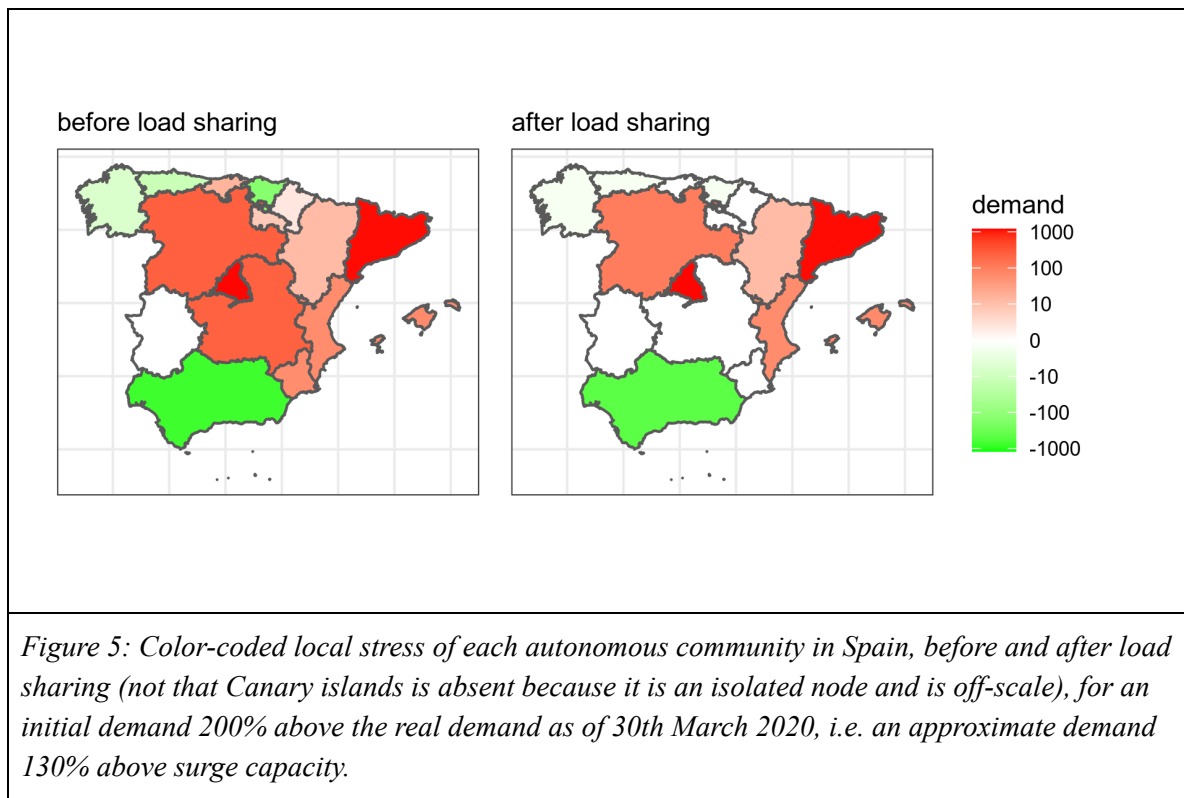 before load sharing
after load sharing
demand
1000
100
10
0
-10
-100
-1000
Figure 5: Color-coded local stress of each autonomous community in Spain, before and after load
sharing (not that Canary islands is absent because it is an isolated node and is off-scale), for an
initial demand 200% above the real demand as of 30th March 2020, i.e. an approximate demand
130% above surge capacity.